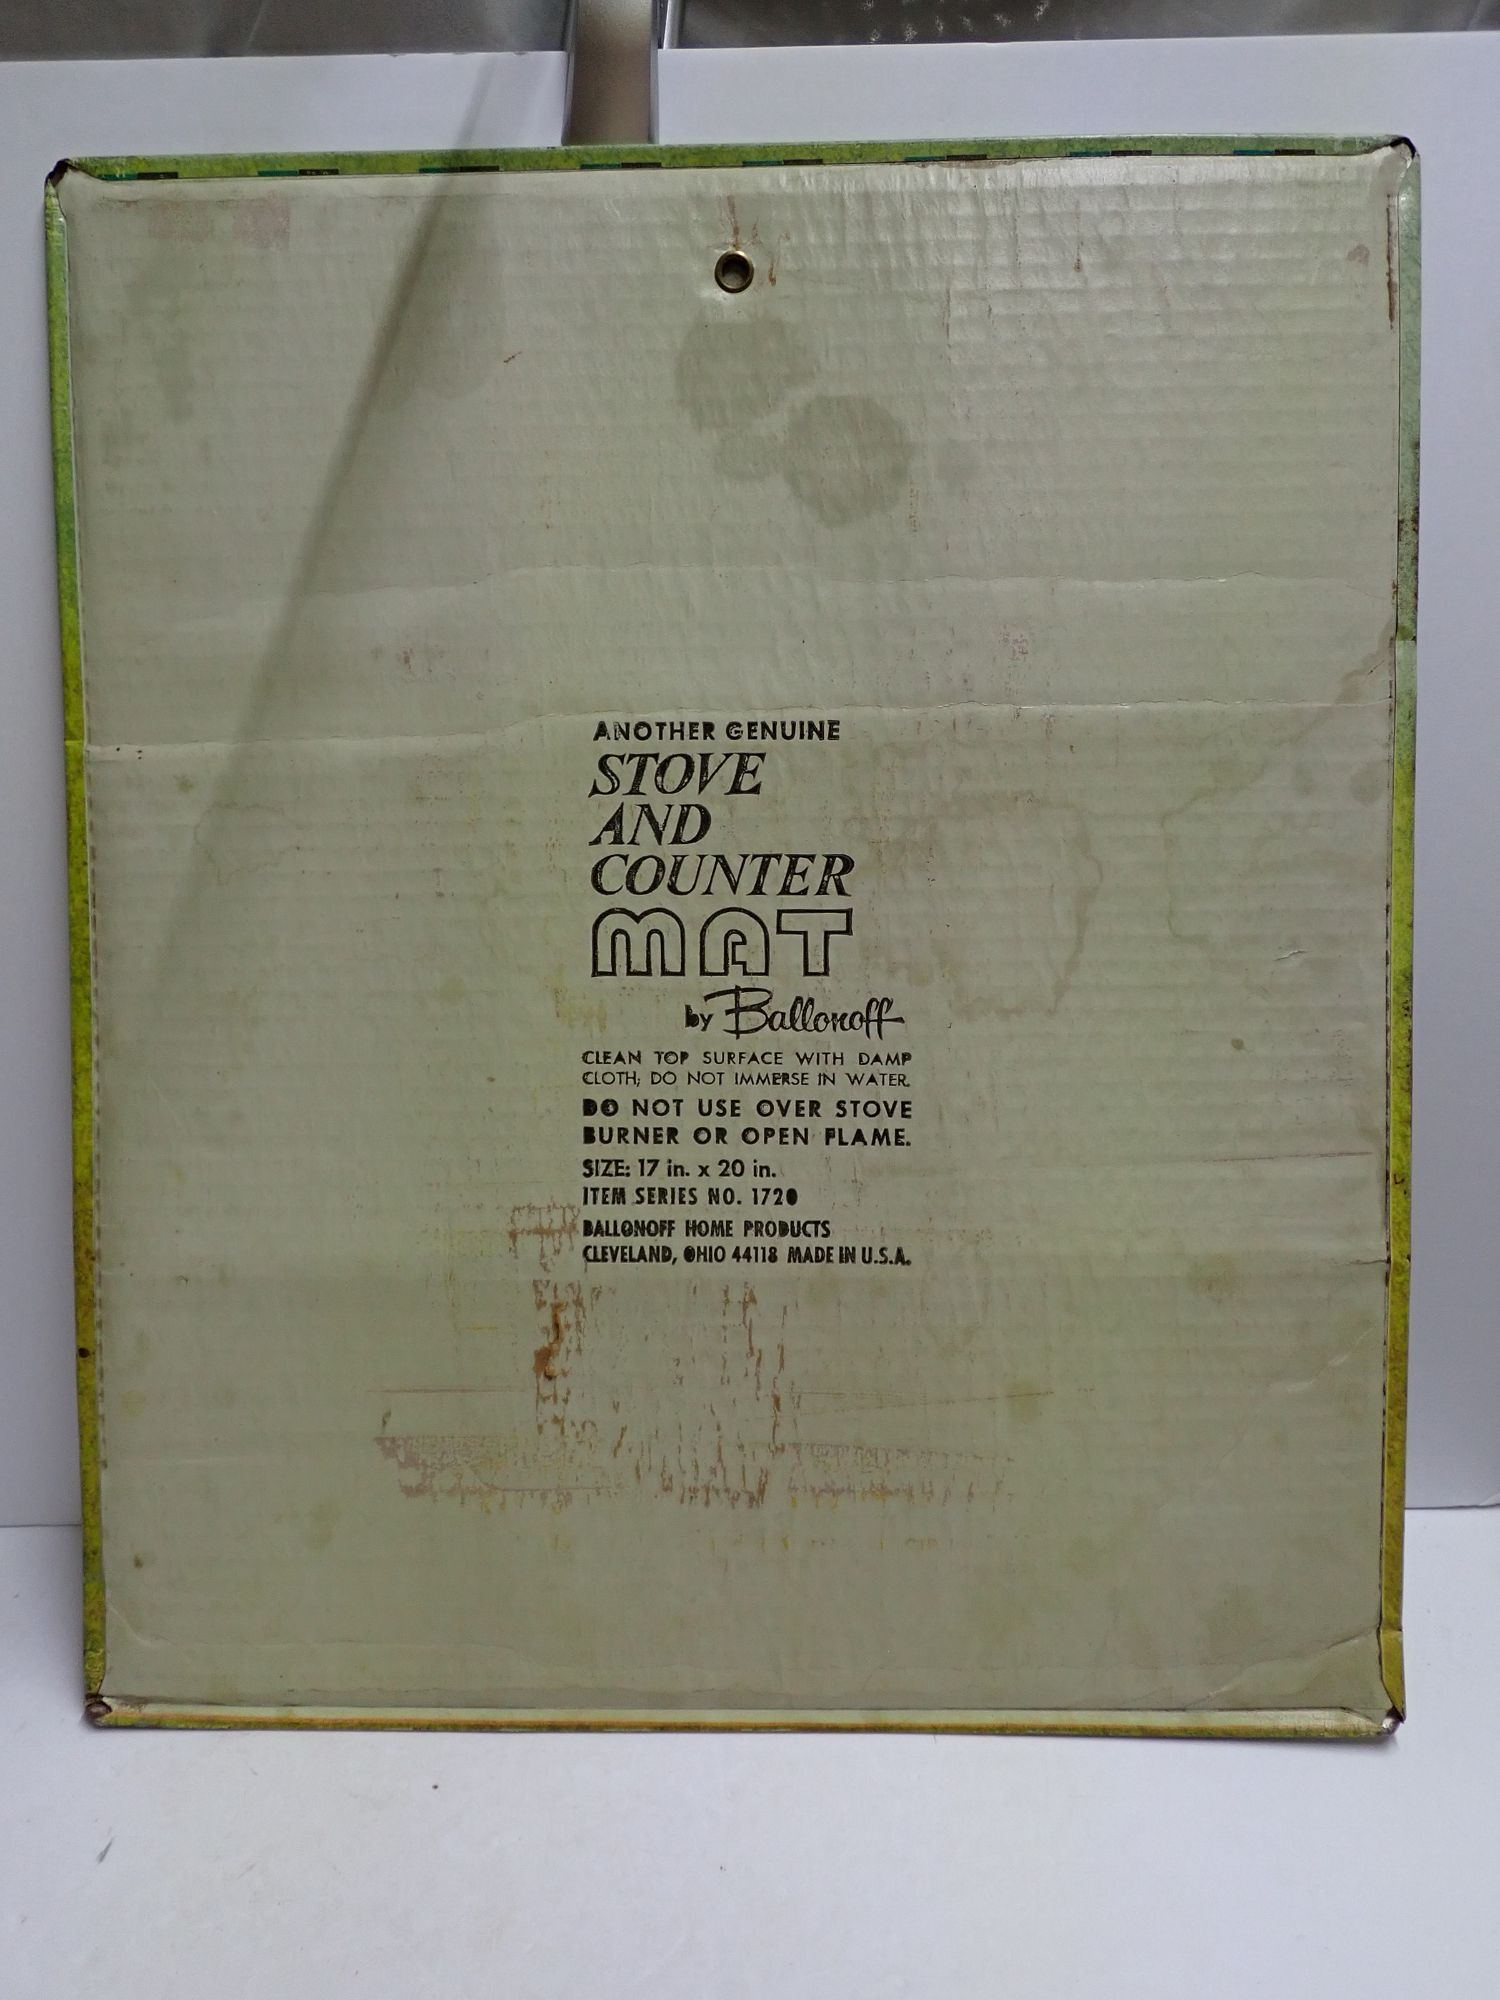 ANOTHER GENUINE
STOVE
AND
COUNTER
MAT
by Ballonoff
CLEAN TOP SURFACE WITH DAMP
CLOTH; DO NOT IMMERSE IN WATER.
DO NOT USE OVER STOVE
BURNER OR OPEN FLAME.
SIZE: 17 in. x 20 in.
ITEM SERIES NO. 1720
BALLONOFF HOME PRODUCTS
CLEVELAND, OHIO 44118 MADE IN U.S.A.